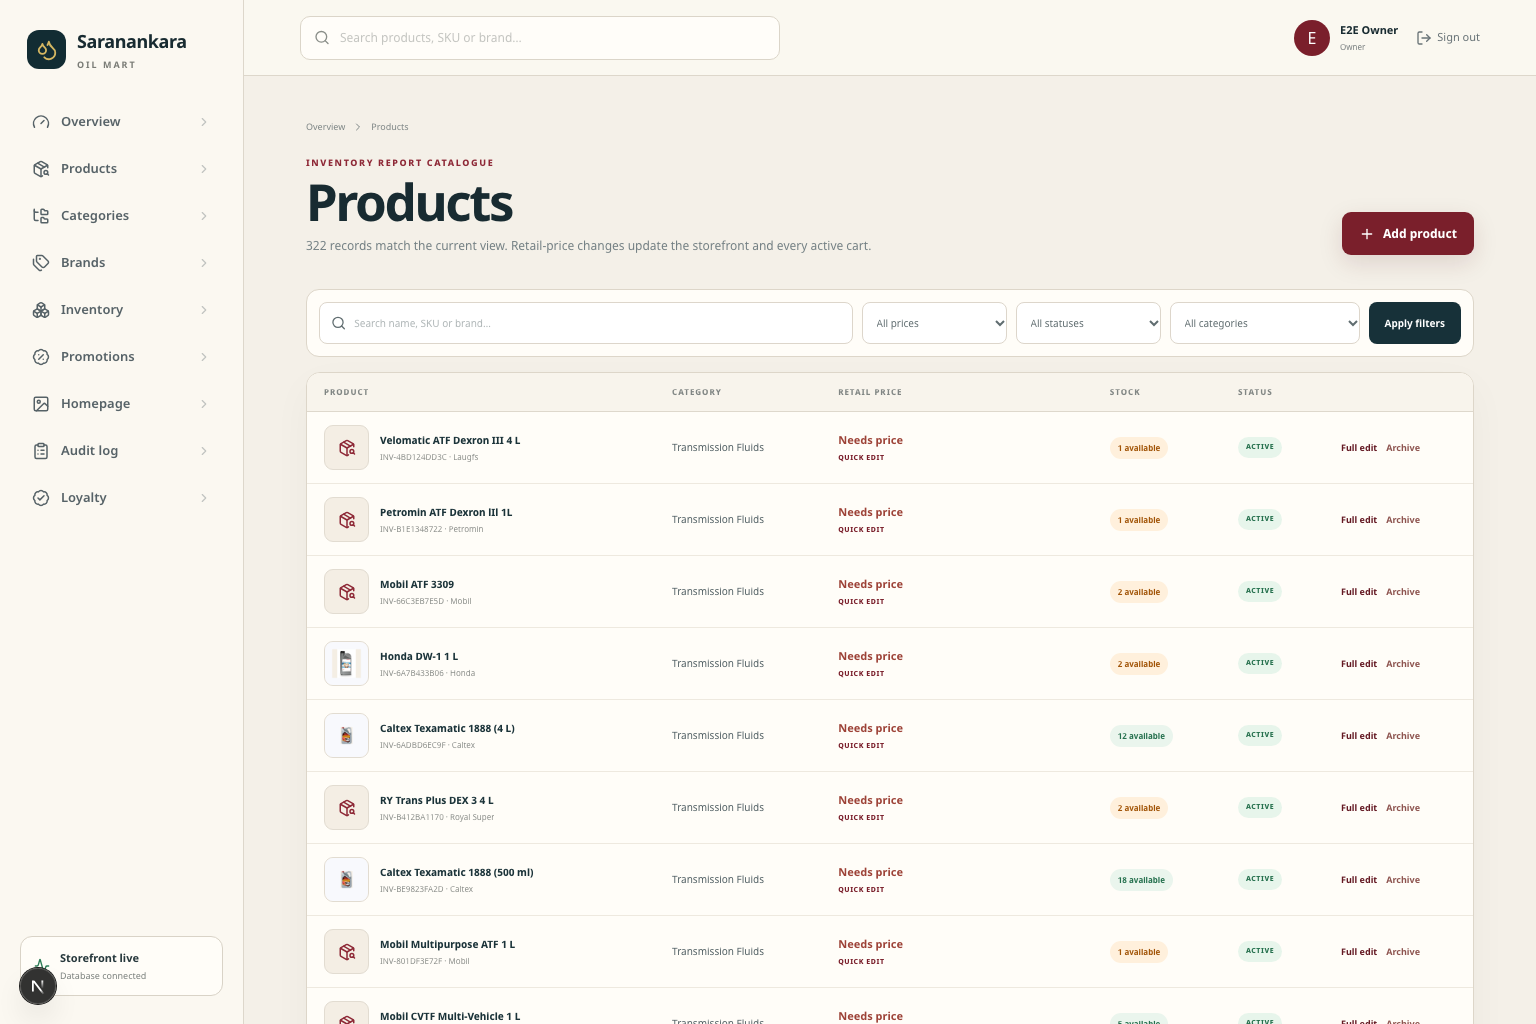 Saranankara
OIL MART
Search products, SKU or brand...
E
E2E Owner
Owner
Sign out
Overview
Products
Categories
Brands
Inventory
Promotions
Homepage
Audit log
Loyalty
Storefront live
Database connected
N
Overview
Products
INVENTORY REPORT CATALOGUE
Products
322 records match the current view. Retail-price changes update the storefront and every active cart.
Add product
Search name, SKU or brand...
All prices
All statuses
All categories
Apply filters
PRODUCT CATEGORY RETAIL PRICE STOCK STATUS
Velomatic ATF Dexron III 4 L
INV-4BD124DD3C · Laugfs
Transmission Fluids
Needs price
QUICK EDIT
1 available
ACTIVE
Full edit Archive
Petromin ATF Dexron lIl 1L
INV-B1E1348722 · Petromin
Transmission Fluids
Needs price
QUICK EDIT
1 available
ACTIVE
Full edit Archive
Mobil ATF 3309
INV-66C3EB7E5D · Mobil
Transmission Fluids
Needs price
QUICK EDIT
2 available
ACTIVE
Full edit Archive
Honda DW-1 1 L
INV-6A7B433B06 · Honda
Transmission Fluids
Needs price
QUICK EDIT
2 available
ACTIVE
Full edit Archive
Caltex Texamatic 1888 (4 L)
INV-6ADBD6EC9F · Caltex
Transmission Fluids
Needs price
QUICK EDIT
12 available
ACTIVE
Full edit Archive
RY Trans Plus DEX 3 4 L
INV-B412BA1170 · Royal Super
Transmission Fluids
Needs price
QUICK EDIT
2 available
ACTIVE
Full edit Archive
Caltex Texamatic 1888 (500 ml)
INV-BE9823FA2D · Caltex
Transmission Fluids
Needs price
QUICK EDIT
18 available
ACTIVE
Full edit Archive
Mobil Multipurpose ATF 1 L
INV-801DF3E72F · Mobil
Transmission Fluids
Needs price
QUICK EDIT
1 available
ACTIVE
Full edit Archive
Mobil CVTF Multi-Vehicle 1 L
Transmission Fluids
Needs price
5 available
ACTIVE
Full edit Archive